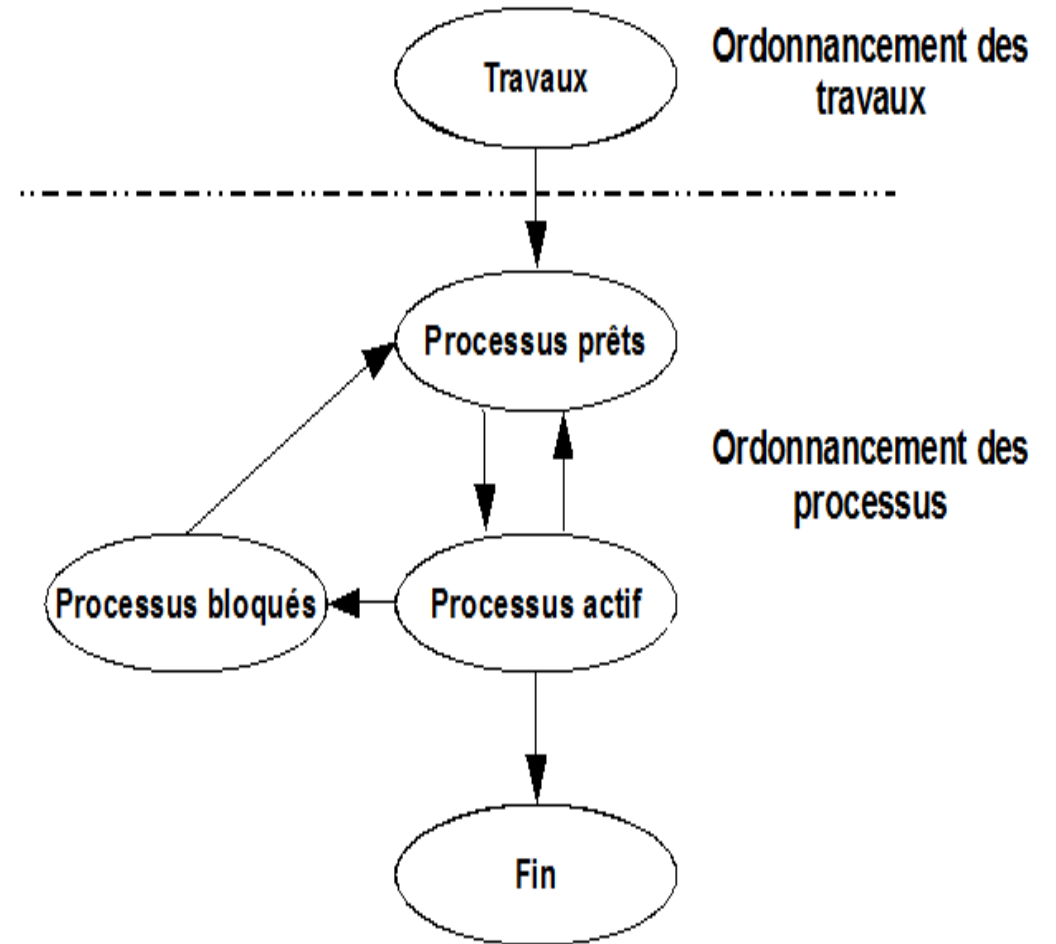 Travaux
Ordonnancement des
travaux
Processus prêts
Ordonnancement des
processus
Processus bloqués
Processus actif
Fin